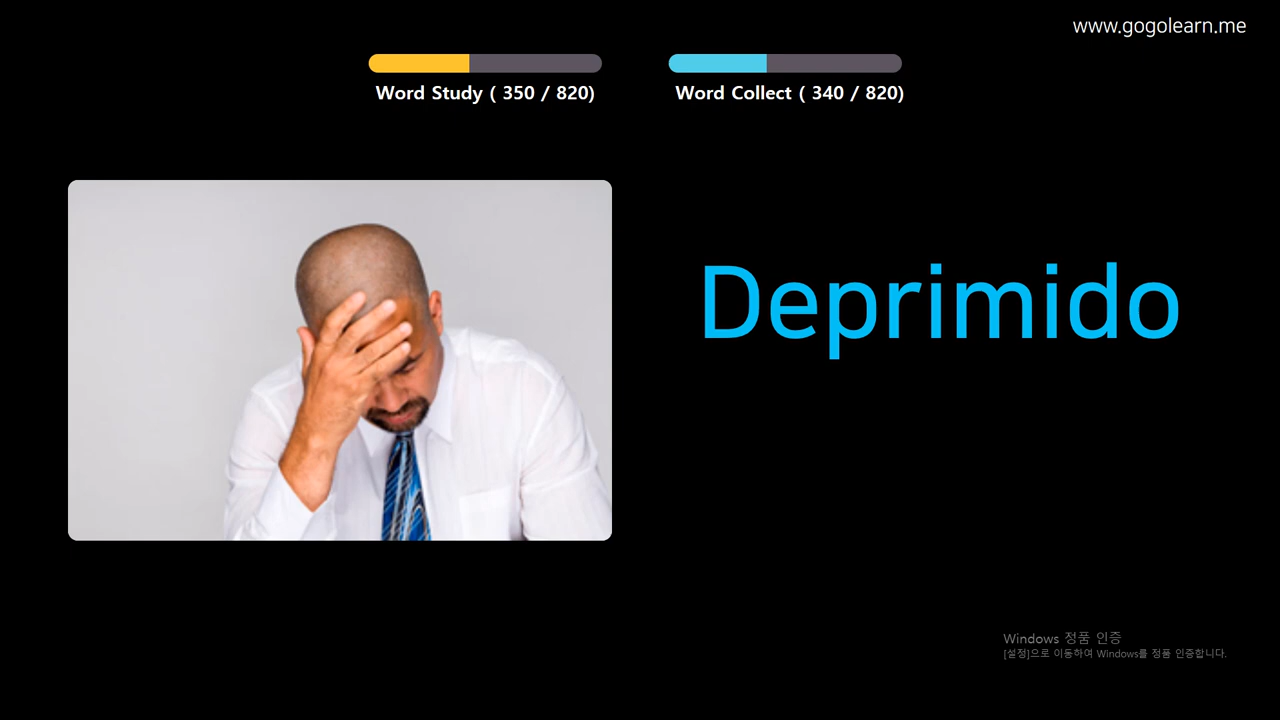 www.gogolearn.me
Word Study ( 350 / 820)
Word Collect ( 340 / 820)
Deprimido
Windows 정품 인증
[설정]으로 이동하여 Windows를 정품 인증합니다.